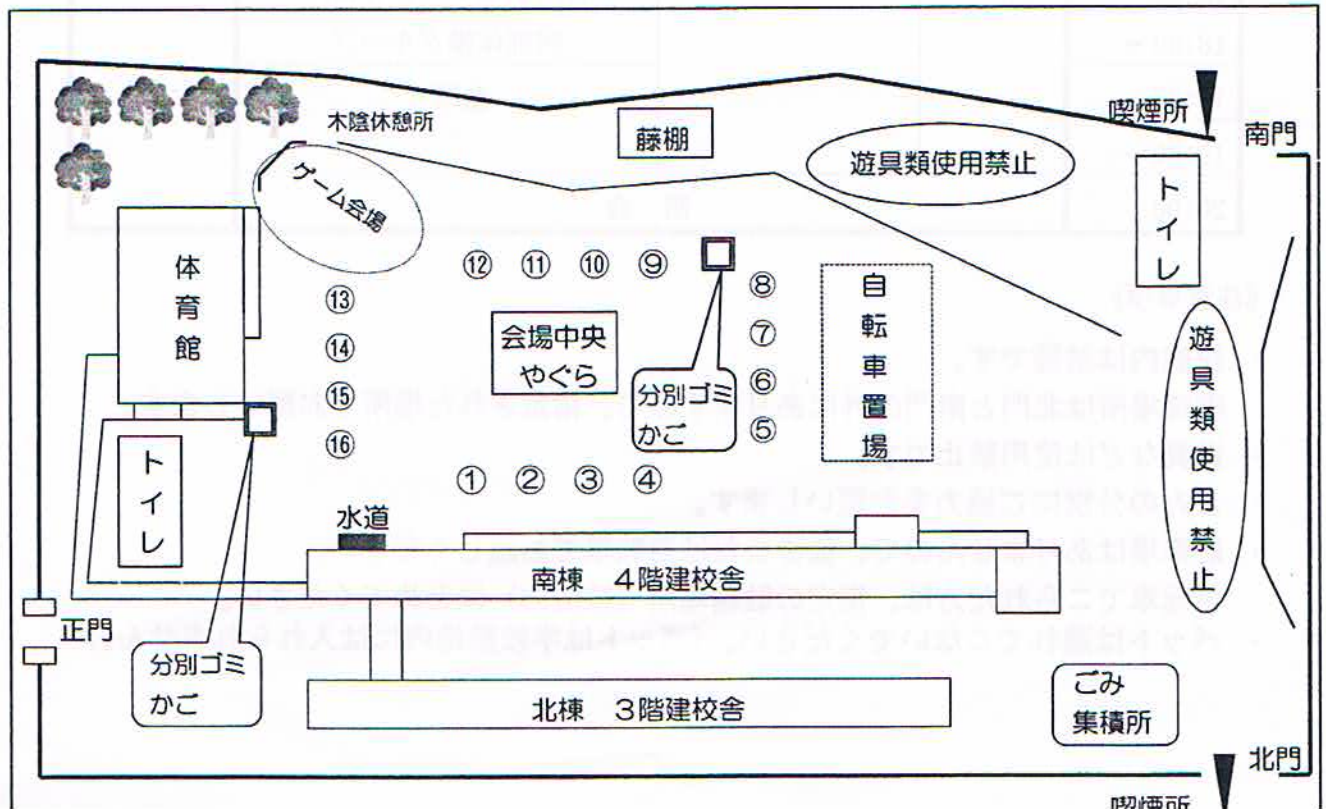 喫煙所
南門
木陰休憩所
藤棚
遊具類使用禁止
トイレ
ゲーム会場
体育館
⑫ ⑪ ⑩ ⑨
⑬
⑭
⑮
⑯
会場中央
やぐら
分別ゴミ
かご
⑧
⑦
⑥
⑤
自転車置場
遊具類使用禁止
トイレ
① ② ③ ④
水道
南棟 4階建校舎
正門
分別ゴミ
かご
北棟 3階建校舎
ごみ
集積所
北門
喫煙所